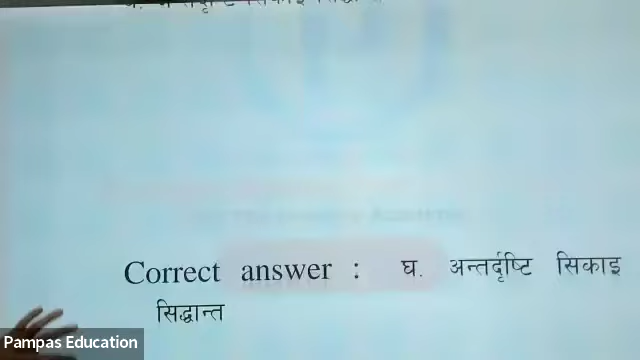 Correct answer : घ. अन्तर्दृष्टि सिकाइ
सिद्धान्त
Pampas Education